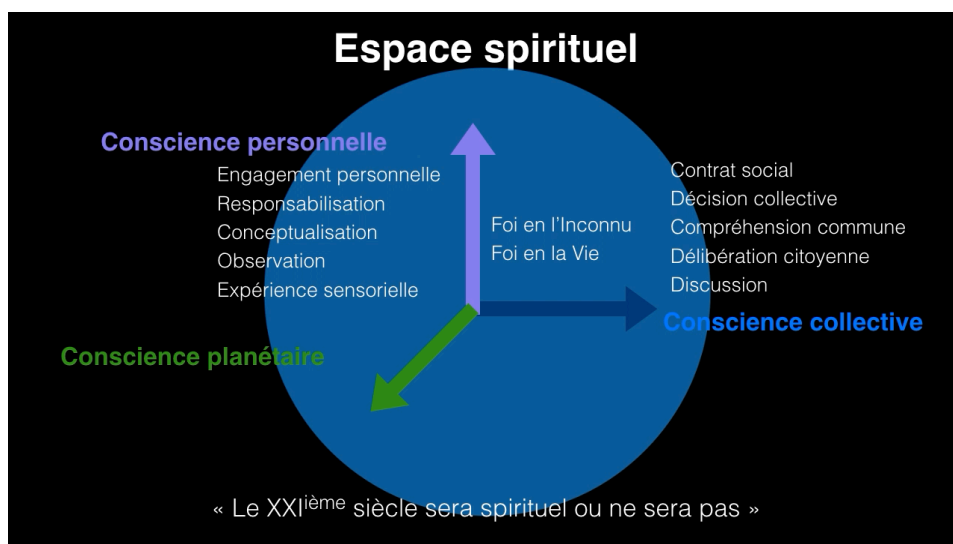 Espace spirituel
Conscience personnelle
Engagement personnelle
Responsabilisation
Conceptualisation
Observation
Expérience sensorielle
Foi en l'Inconnu
Foi en la Vie
Contrat social
Décision collective
Compréhension commune
Délibération citoyenne
Discussion
Conscience collective
Conscience planétaire
« Le XXIième siècle sera spirituel ou ne sera pas »